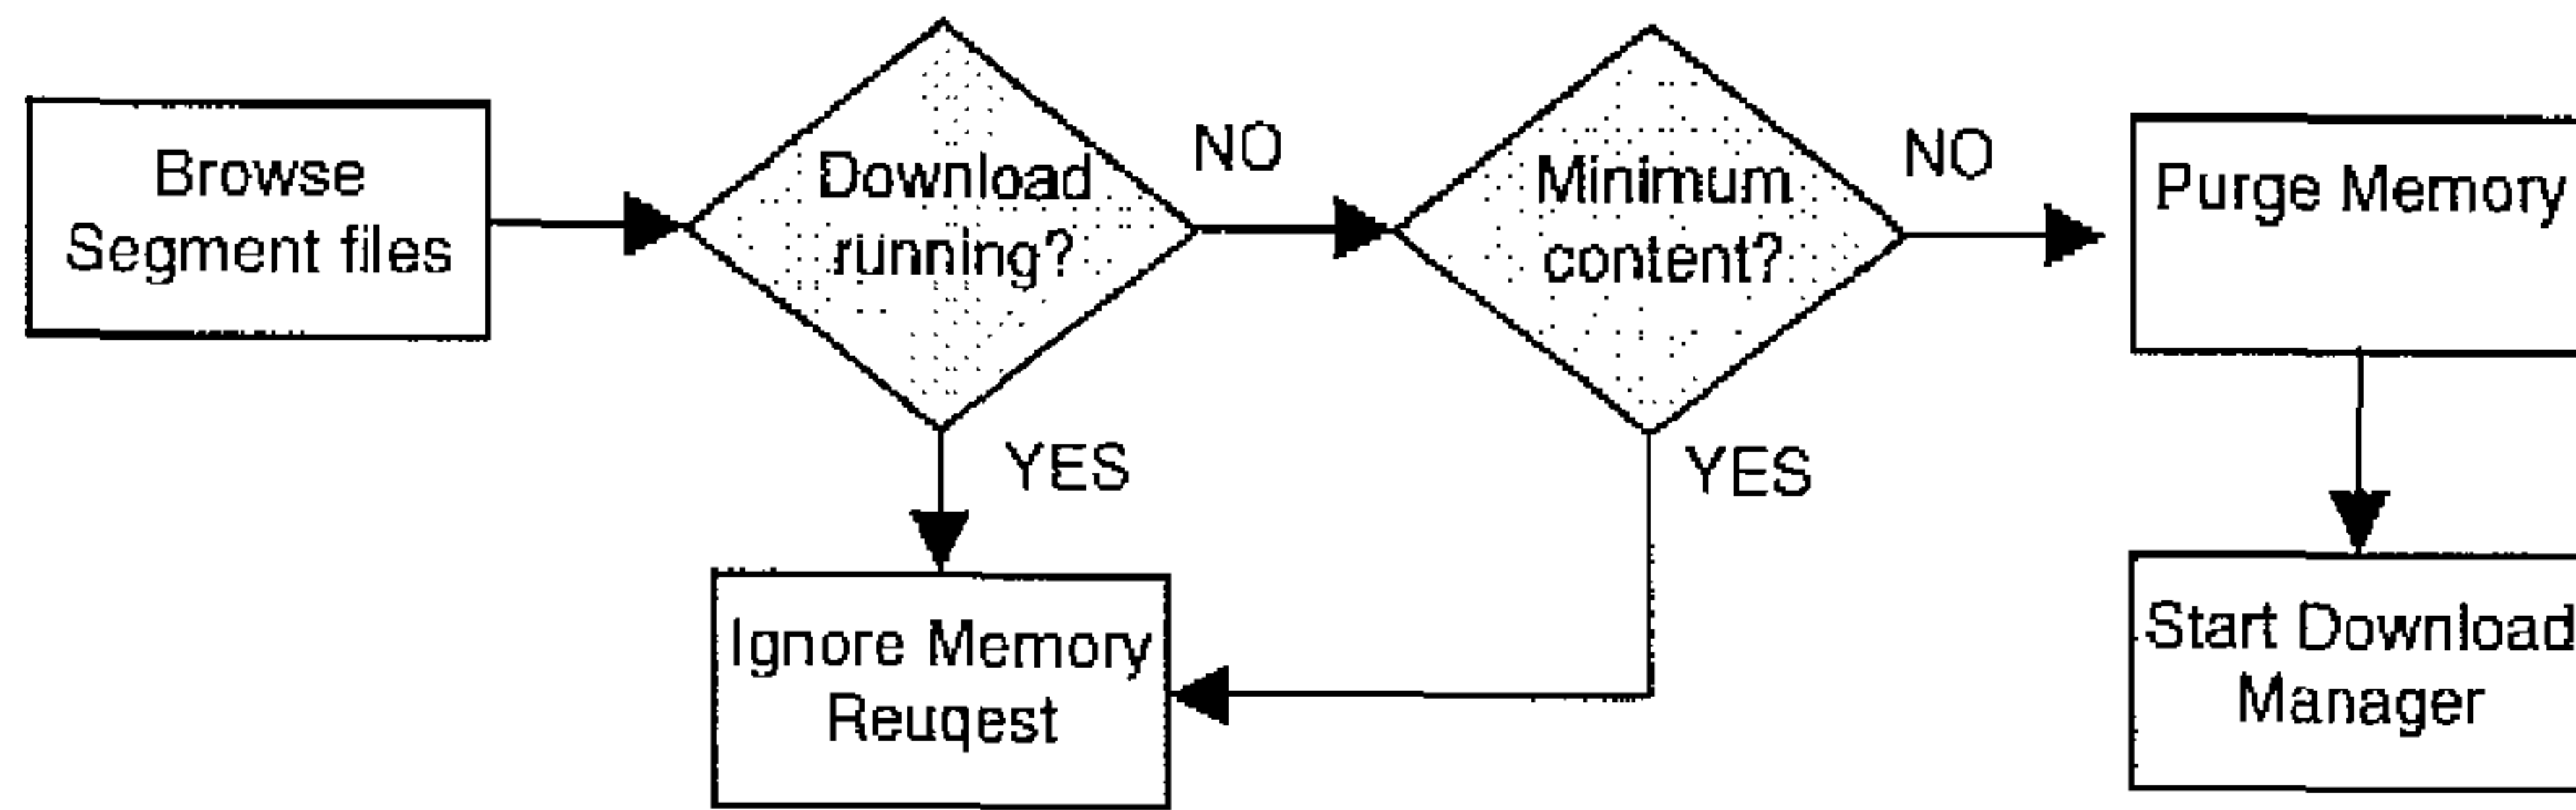 Browse
Segment files
Download
running?
NO
Minimum
content?
NO
Purge Memory
YES
YES
Ignore Memory
Reuqest
Start Download
Manager